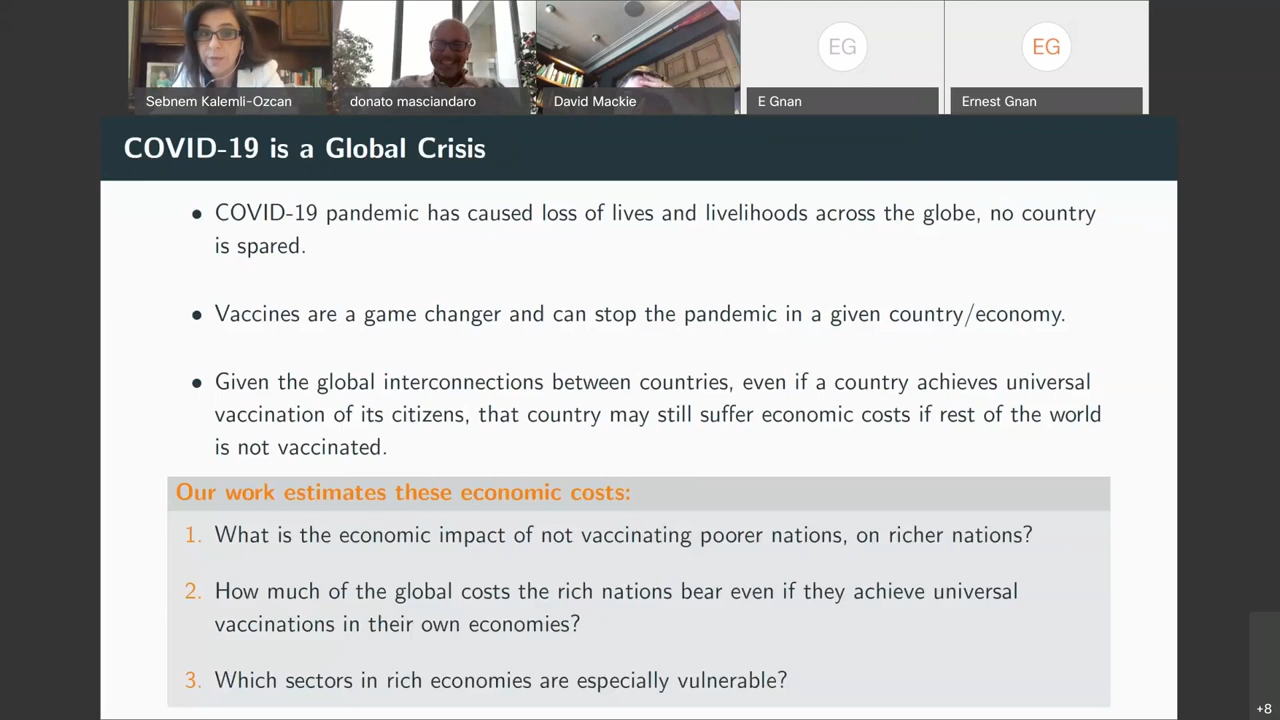 EG
EG
Sebnem Kalemli-Ozcan
donato masciandaro
David Mackie
E Gnan
Ernest Gnan
COVID-19 is a Global Crisis
• COVID-19 pandemic has caused loss of lives and livelihoods across the globe, no country
is spared.
• Vaccines are a game changer and can stop the pandemic in a given country/economy.
• Given the global interconnections between countries, even if a country achieves universal
vaccination of its citizens, that country may still suffer economic costs if rest of the world
is not vaccinated.
Our work estimates these economic costs:
1. What is the economic impact of not vaccinating poorer nations, on richer nations?
2. How much of the global costs the rich nations bear even if they achieve universal
vaccinations in their own economies?
3. Which sectors in rich economies are especially vulnerable?
+8